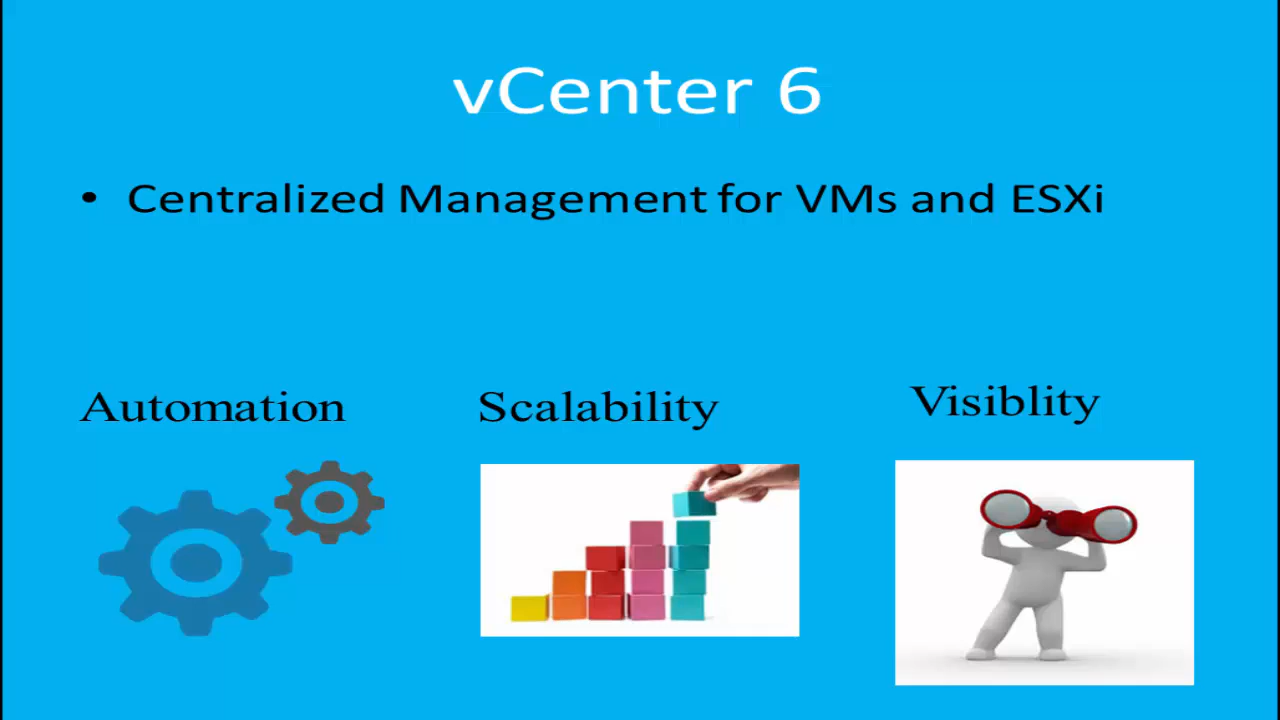 vCenter 6
• Centralized Management for VMs and ESXi
Automation
Scalability
Visiblity